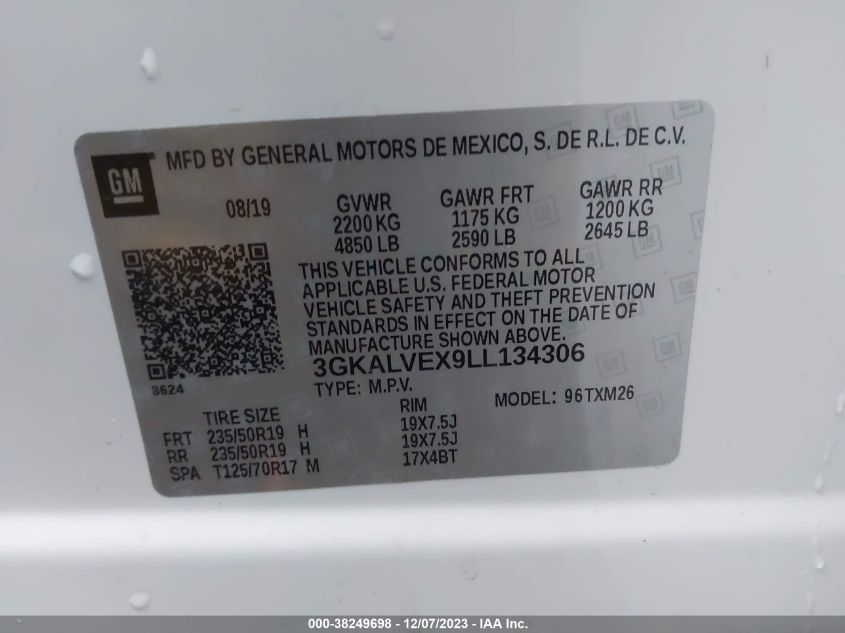 GM
MFD BY GENERAL MOTORS DE MEXICO, S. DE R.L. DE C.V.
08/19 GVWR GAWR FRT GAWR RR
2200 KG 1175 KG 1200 KG
4850 LB 2590 LB 2645 LB
THIS VEHICLE CONFORMS TO ALL
APPLICABLE U.S. FEDERAL MOTOR
VEHICLE SAFETY AND THEFT PREVENTION
STANDARDS IN EFFECT ON THE DATE OF
MANUFACTURE SHOWN ABOVE.
3GKALVEX9LL134306
3624
TYPE: M.P.V. MODEL: 96TXM26
TIRE SIZE RIM
FRT 235/50R19 H 19X7.5J
RR 235/50R19 H 19X7.5J
SPA T125/70R17 M 17X4BT
000-38249698 - 12/07/2023 - IAA Inc.